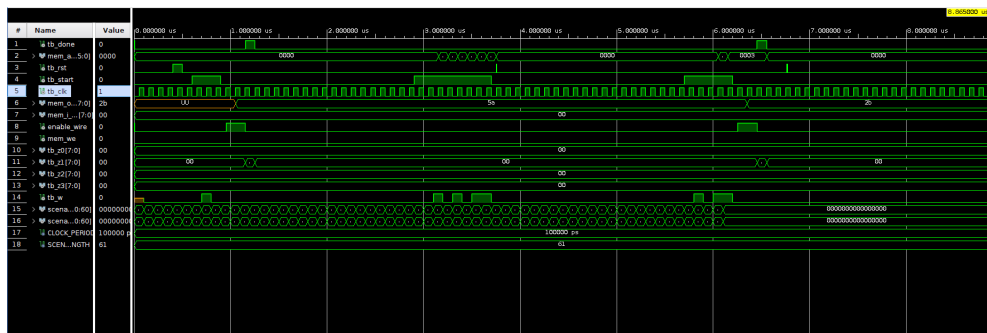 8.865000 us
# Name Value 0.000000 us 1.000000 us 2.000000 us 3.000000 us 4.000000 us 5.000000 us 6.000000 us 7.000000 us 8.000000 us
1 tb_done 0
2 mem_a...5:0] 0000 0000 0000 0003 0000
3 tb_rst 0
4 tb_start 0
5 tb_clk 1
6 mem_o...7:0] 2b UU 5a 2b
7 mem_i_...[7:0] 00 00
8 enable_wire 0
9 mem_we 0
10 tb_z0[7:0] 00 00
11 tb_z1[7:0] 00 00 00 00
12 tb_z2[7:0] 00 00
13 tb_z3[7:0] 00 00
14 tb_w 0
15 scena...0:60] 00000000 0000000000000000
16 scena...0:60] 00000000 0000000000000000
17 CLOCK_PERIOD 100000 p 100000 ps
18 SCEN...NGTH 61 61